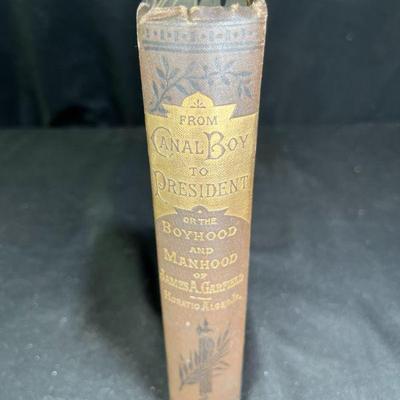 FROM
CANAL BOY
TO
PRESIDENT
OR THE
BOYHOOD
AND
MANHOOD
OF
JAMES A. GARFIELD
HORATIO ALGER JR.